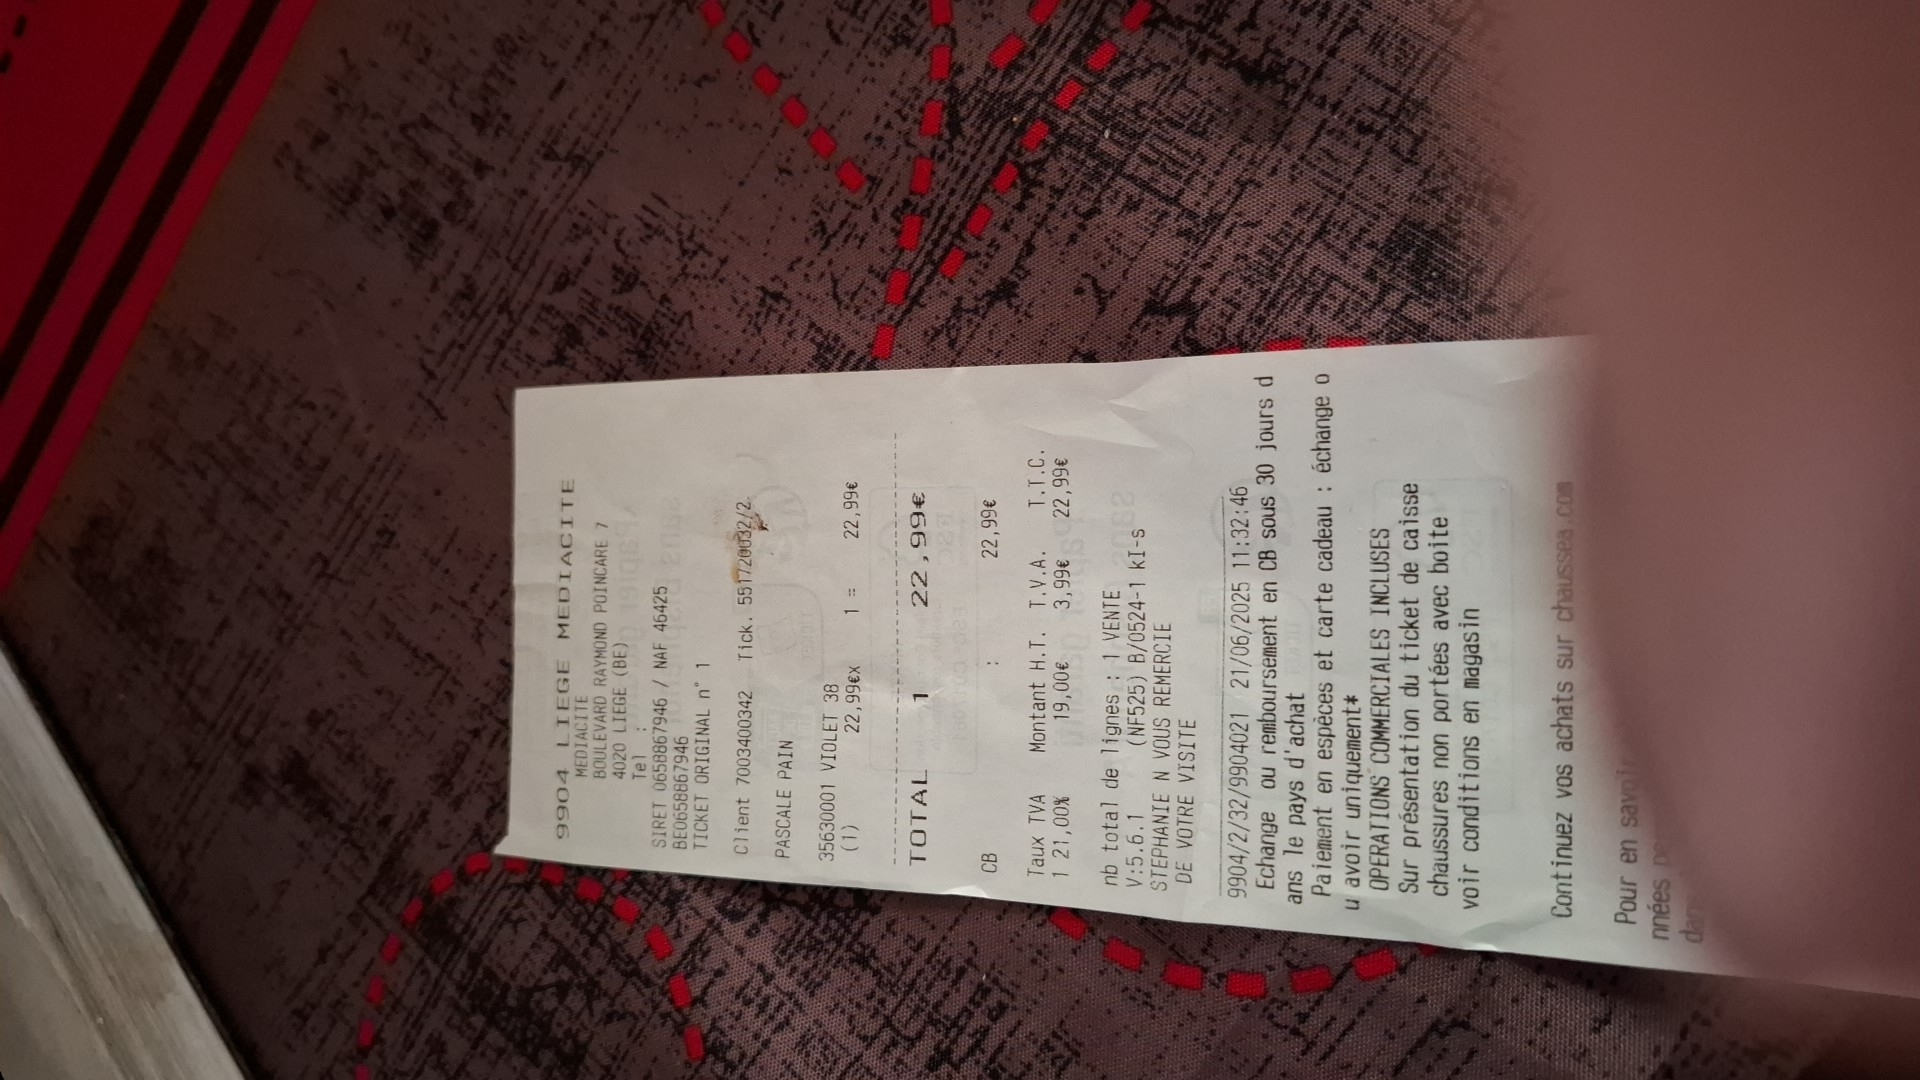 9904 LIEGE MEDIACITE
MEDIACITE
BOULEVARD RAYMOND POINCARE 7
4020 LIEGE (BE)
Tel :
SIRET 0658867946 / NAF 46425
BE0658867946
TICKET ORIGINAL n° 1
Client 7003400342 Tick. 551720032/2
PASCALE PAIN
35630001 VIOLET 38
(1) 22,99€x 1 = 22,99€
TOTAL 1 22,99€
CB : 22,99€
Taux TVA Montant H.T. T.V.A. T.T.C.
1 21,00% 19,00€ 3,99€ 22,99€
nb total de lignes : 1 VENTE
V:5.6.1 (NF525) B/0524-1 kI-s
STEPHANIE N VOUS REMERCIE
DE VOTRE VISITE
9904/2/32/9904021 21/06/2025 11:32:46
Echange ou remboursement en CB sous 30 jours d
ans le pays d'achat
Paiement en espèces et carte cadeau : échange o
u avoir uniquement*
OPERATIONS COMMERCIALES INCLUSES
Sur présentation du ticket de caisse
chaussures non portées avec boite
voir conditions en magasin
Continuez vos achats sur chaussea.com
Pour en savoir
nnées